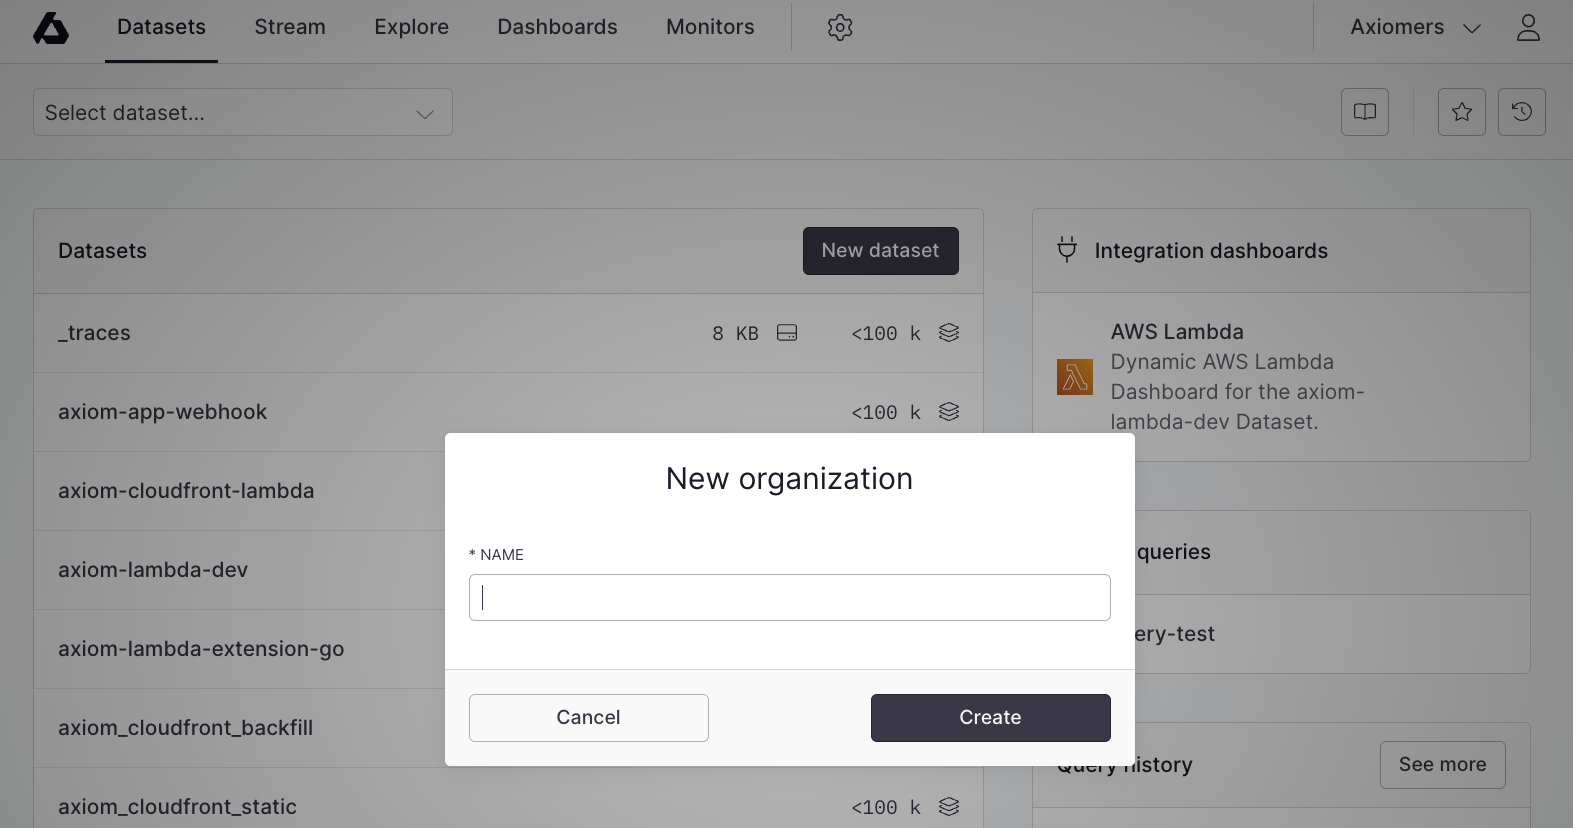 Datasets Stream Explore Dashboards Monitors Axiomers
Select dataset...
Datasets New dataset
_traces 8 KB <100 k
axiom-app-webhook <100 k
axiom-cloudfront-lambda
axiom-lambda-dev
axiom-lambda-extension-go
axiom_cloudfront_backfill
axiom_cloudfront_static <100 k
Integration dashboards
AWS Lambda
Dynamic AWS Lambda
Dashboard for the axiom-
lambda-dev Dataset.
queries
ery-test
Query history See more
New organization
* NAME
Cancel Create